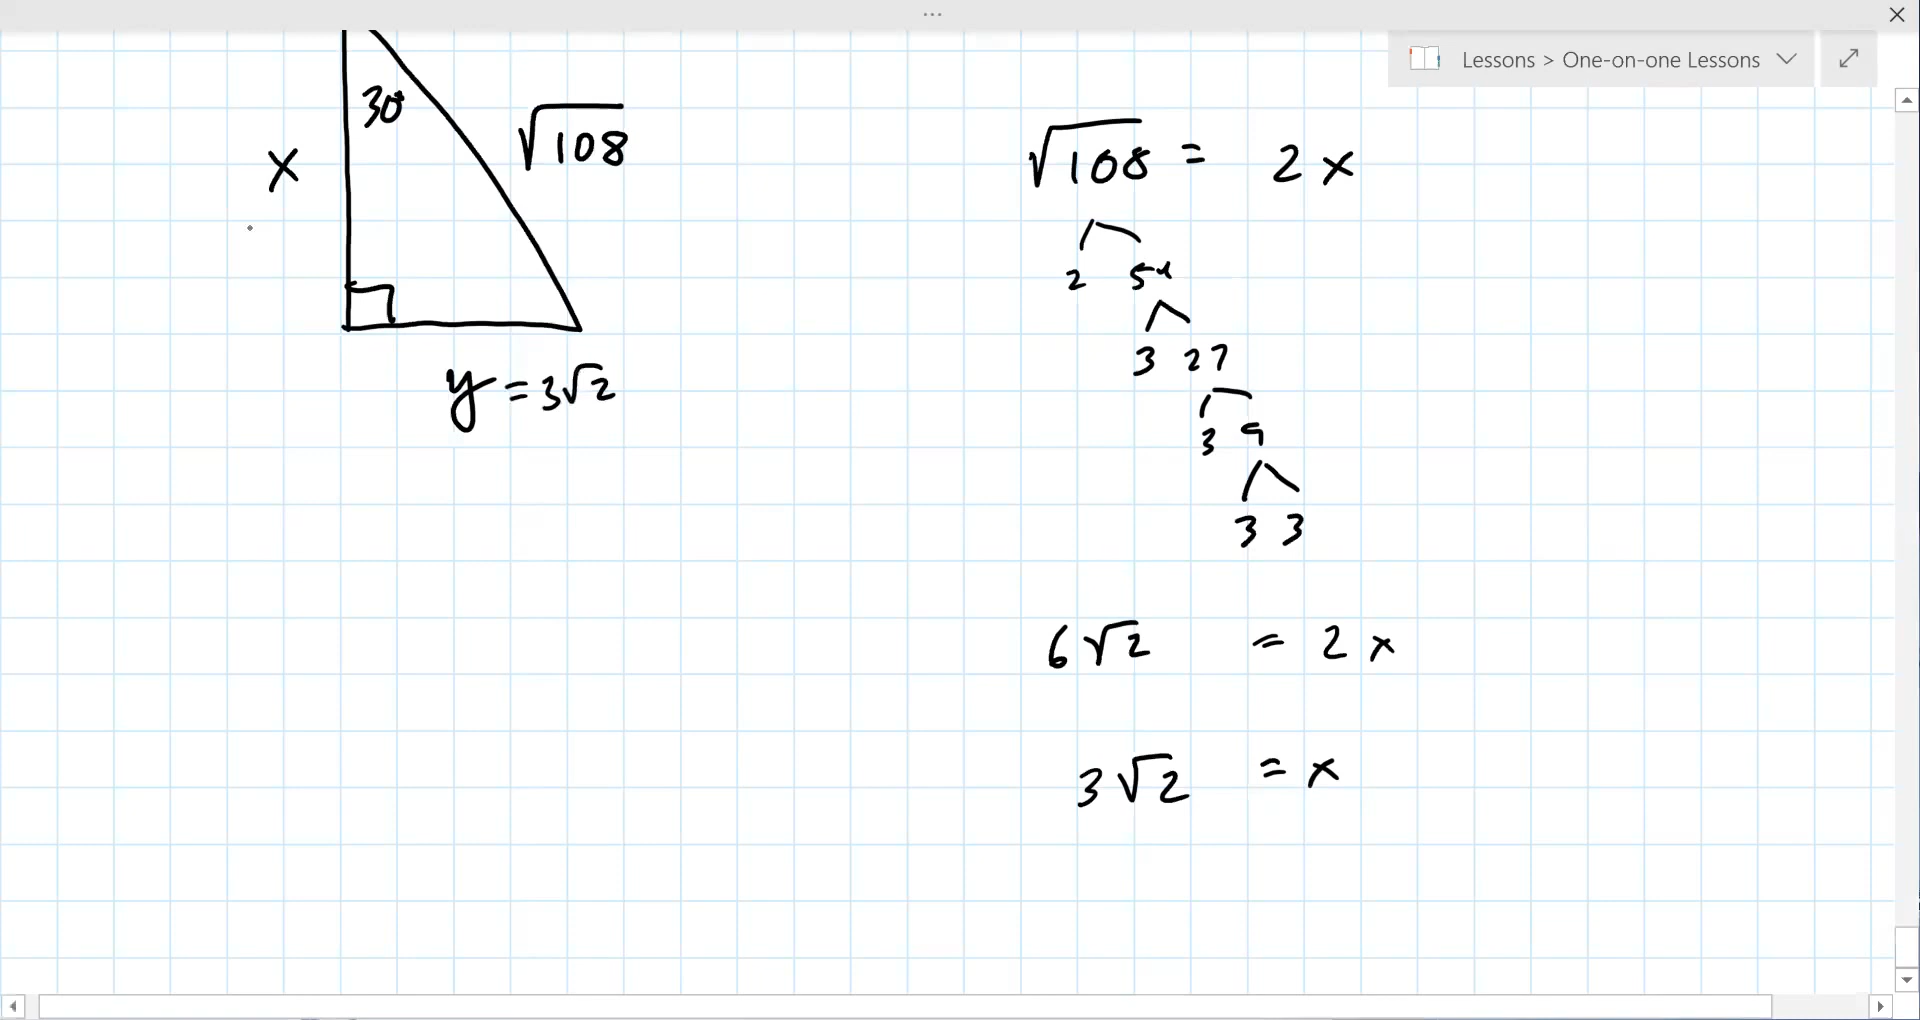 Lessons > One-on-one Lessons
30°
√108
x
y = 3√2
√108 = 2x
2 54
3 27
3 9
3 3
6√2 = 2x
3√2 = x